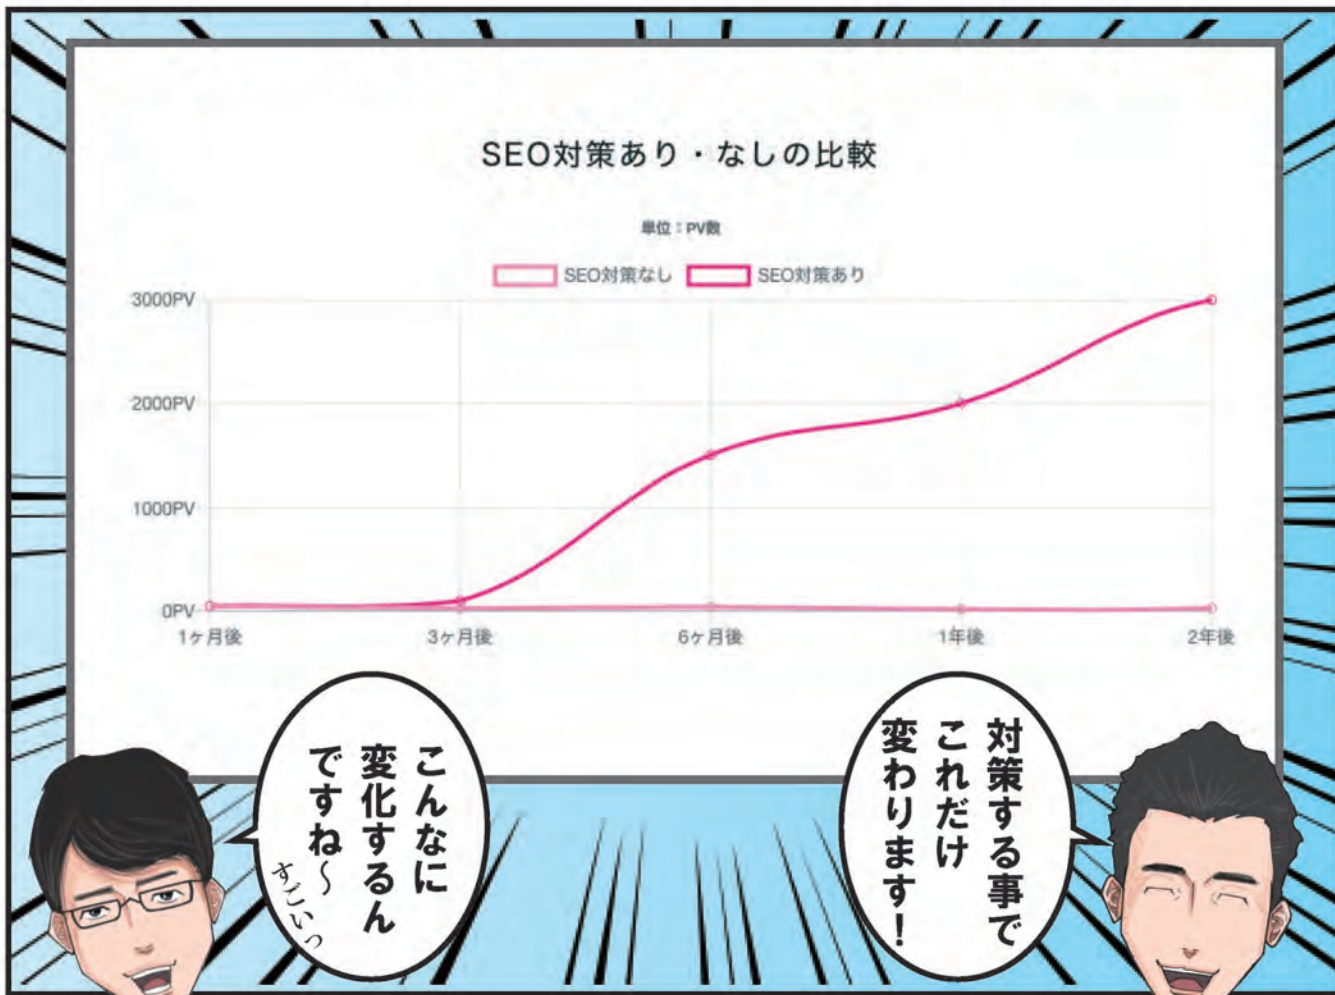 SEO対策あり・なしの比較
単位：PV数
SEO対策なし
SEO対策あり
3000PV
2000PV
1000PV
0PV
1ヶ月後
3ヶ月後
6ヶ月後
1年後
2年後
対策する事で
これだけ
変わります！
こんなに
変化するん
ですね〜
すごいっ